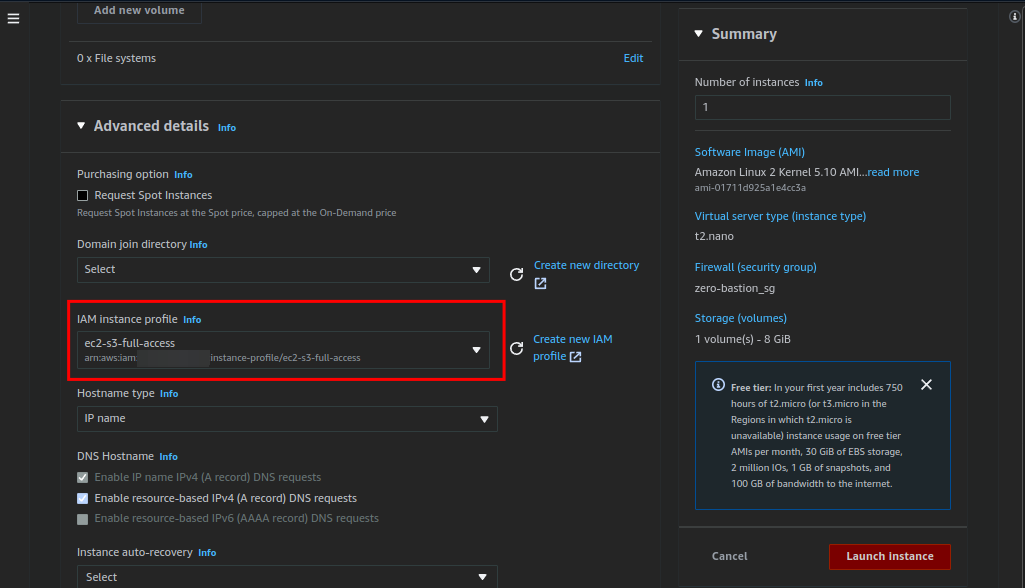 Add new volume
0 x File systems
Edit
Advanced details Info
Purchasing option Info
Request Spot Instances
Request Spot Instances at the Spot price, capped at the On-Demand price
Domain join directory Info
Select
Create new directory
IAM instance profile Info
ec2-s3-full-access
arn:aws:iam: instance-profile/ec2-s3-full-access
Create new IAM
profile
Hostname type Info
IP name
DNS Hostname Info
Enable IP name IPv4 (A record) DNS requests
Enable resource-based IPv4 (A record) DNS requests
Enable resource-based IPv6 (AAAA record) DNS requests
Instance auto-recovery Info
Select
Summary
Number of instances Info
1
Software Image (AMI)
Amazon Linux 2 Kernel 5.10 AMI...read more
ami-01711d925a1e4cc3a
Virtual server type (instance type)
t2.nano
Firewall (security group)
zero-bastion_sg
Storage (volumes)
1 volume(s) - 8 GiB
Free tier: In your first year includes 750
hours of t2.micro (or t3.micro in the
Regions in which t2.micro is
unavailable) instance usage on free tier
AMIs per month, 30 GiB of EBS storage,
2 million IOs, 1 GB of snapshots, and
100 GB of bandwidth to the internet.
Cancel
Launch instance